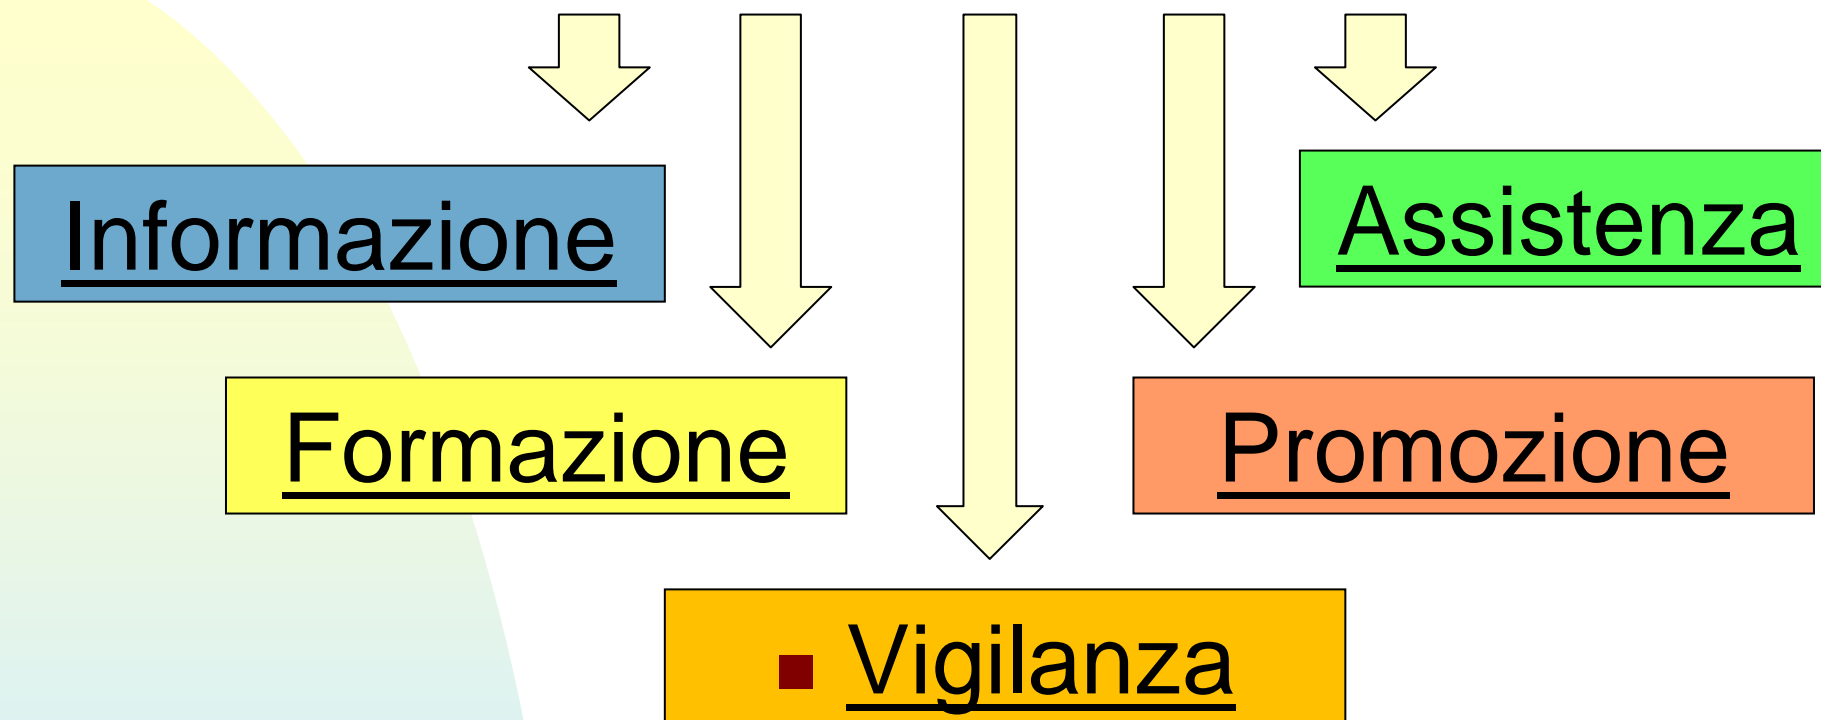 Informazione
Assistenza
Formazione
Promozione
Vigilanza